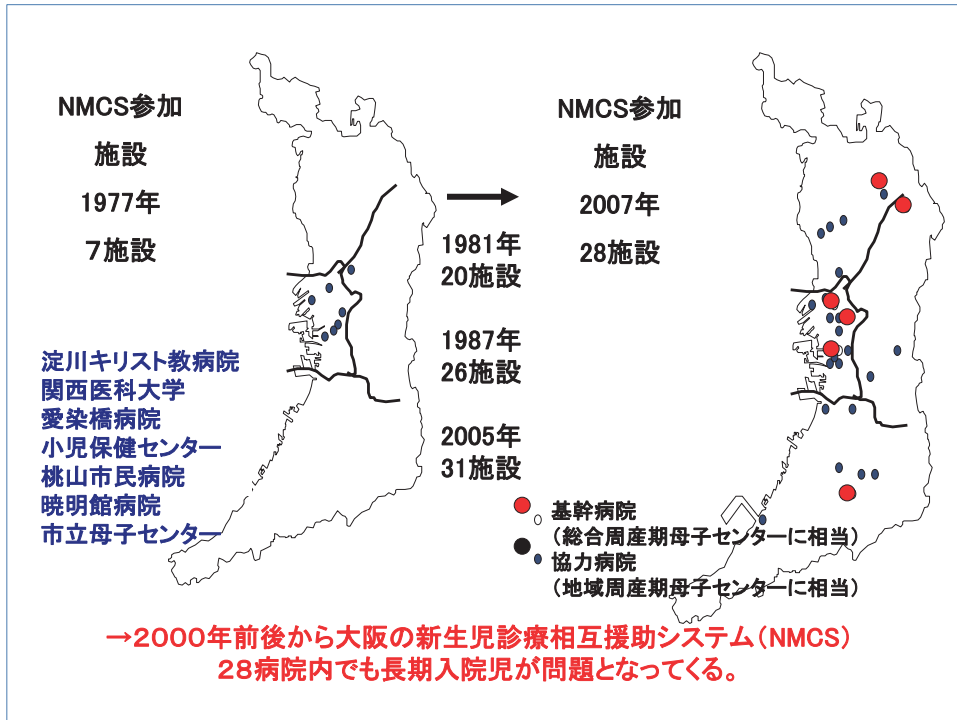 NMCS参加
施設
1977年
７施設
淀川キリスト教病院
関西医科大学
愛染橋病院
小児保健センター
桃山市民病院
暁明館病院
市立母子センター
1981年
20施設
1987年
26施設
2005年
31施設
NMCS参加
施設
2007年
28施設
基幹病院
（総合周産期母子センターに相当）
協力病院
（地域周産期母子センターに相当）
→２０００年前後から大阪の新生児診療相互援助システム（NMCS）
２８病院内でも長期入院児が問題となってくる。